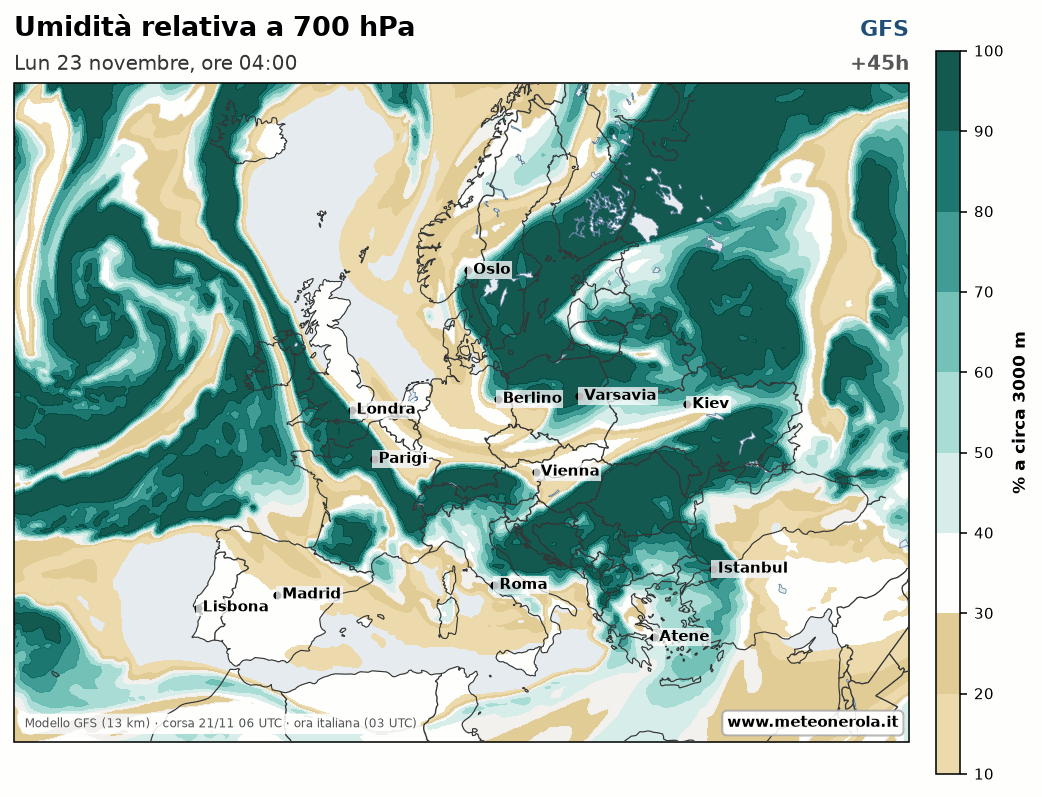 Umidità relativa a 700 hPa
GFS
Lun 23 novembre, ore 04:00
+45h
100
90
80
70
60
50
40
30
20
10
% a circa 3000 m
Oslo
Berlino
Varsavia
Kiev
Londra
Parigi
Vienna
Istanbul
Roma
Madrid
Lisbona
Atene
Modello GFS (13 km) · corsa 21/11 06 UTC · ora italiana (03 UTC)
www.meteonerola.it